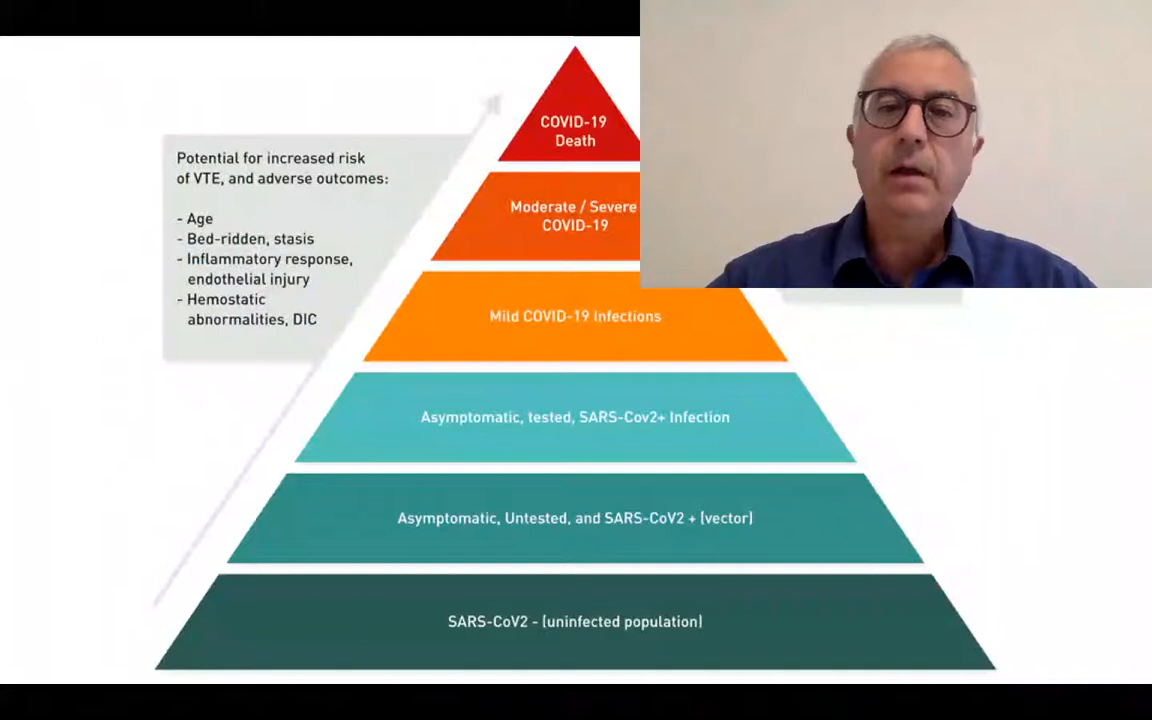 Potential for increased risk
of VTE, and adverse outcomes:
- Age
- Bed-ridden, stasis
- Inflammatory response,
endothelial injury
- Hemostatic
abnormalities, DIC
COVID-19
Death
Moderate / Severe
COVID-19
Mild COVID-19 Infections
Asymptomatic, tested, SARS-Cov2+ Infection
Asymptomatic, Untested, and SARS-CoV2 + (vector)
SARS-CoV2 - (uninfected population)